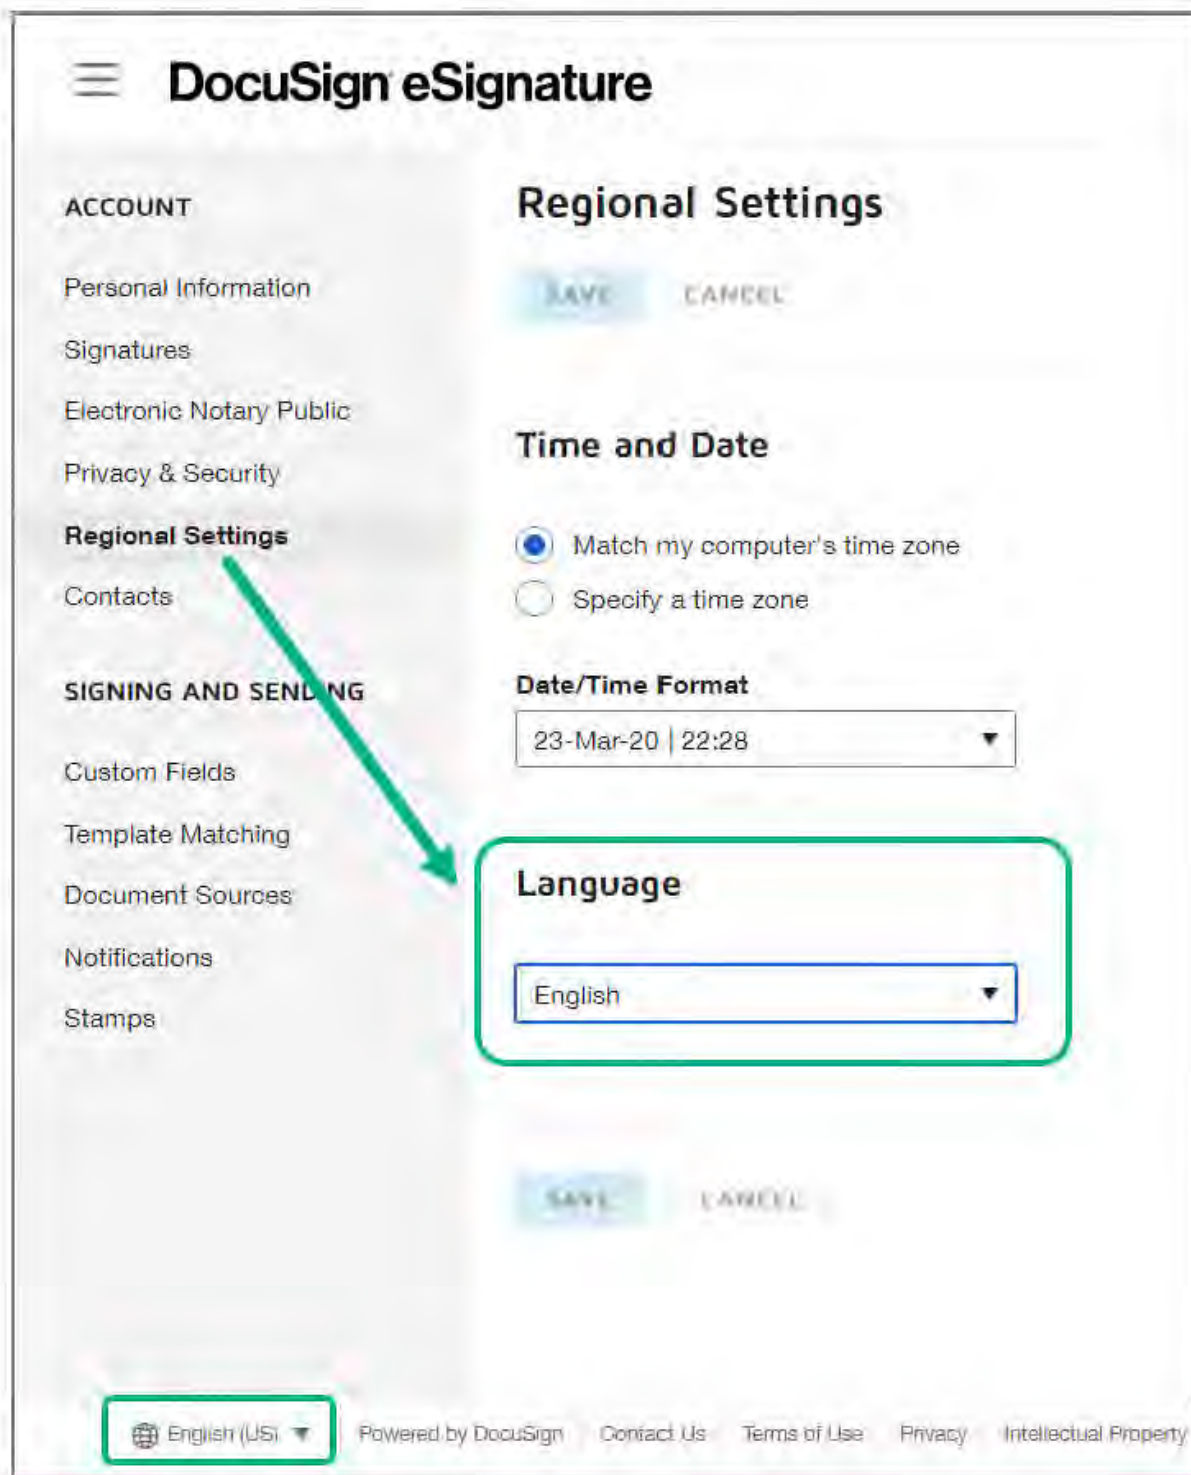 DocuSign eSignature
ACCOUNT
Personal Information
Signatures
Electronic Notary Public
Privacy & Security
Regional Settings
Contacts
SIGNING AND SENDING
Custom Fields
Template Matching
Document Sources
Notifications
Stamps
Regional Settings
SAVE CANCEL
Time and Date
Match my computer's time zone
Specify a time zone
Date/Time Format
23-Mar-20 | 22:28
Language
English
SAVE CANCEL
English (US) Powered by DocuSign Contact Us Terms of Use Privacy Intellectual Property